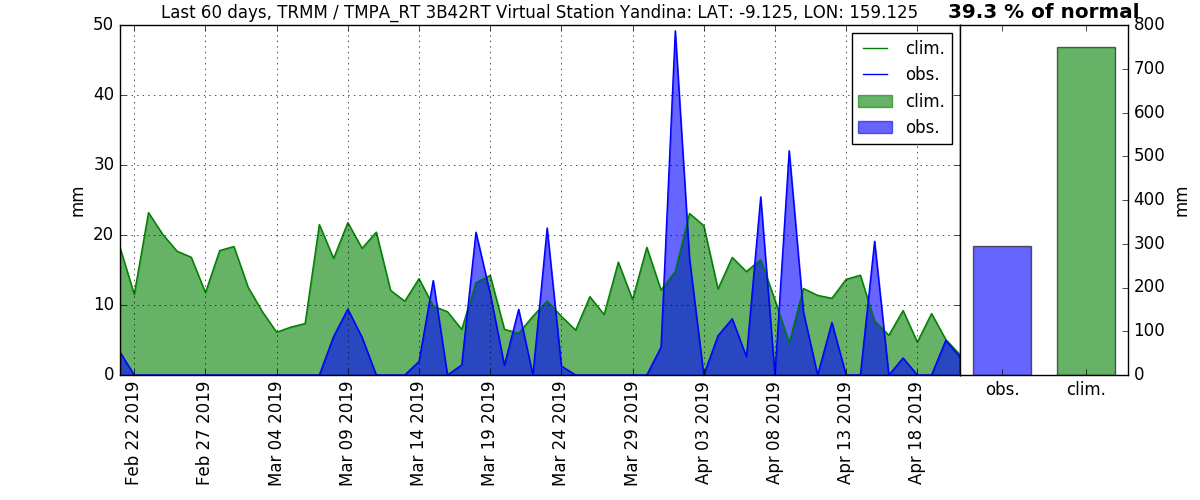 Last 60 days, TRMM / TMPA_RT 3B42RT Virtual Station Yandina: LAT: -9.125, LON: 159.125
39.3 % of normal
50
40
30
20
10
0
mm
clim.
obs.
clim.
obs.
Feb 22 2019
Feb 27 2019
Mar 04 2019
Mar 09 2019
Mar 14 2019
Mar 19 2019
Mar 24 2019
Mar 29 2019
Apr 03 2019
Apr 08 2019
Apr 13 2019
Apr 18 2019
800
700
600
500
400
300
200
100
0
mm
obs.
clim.